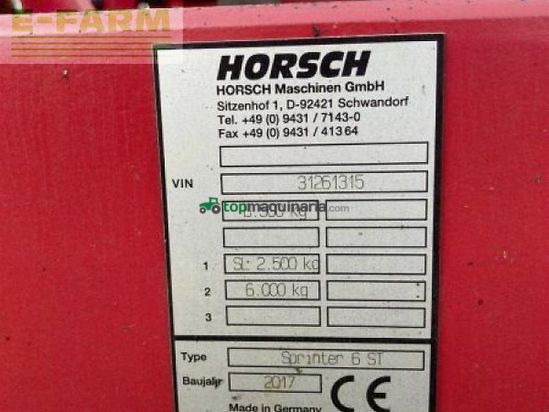 E-FARM
HORSCH
HORSCH Maschinen GmbH
Sitzenhof 1, D-92421 Schwandorf
Tel. +49 (0) 9431 / 7143-0
Fax +49 (0) 9431 / 41364
VIN 31261315
topmaquinaria.com
kg
1 SL: 2.500 kg
2 6.000 kg
3
Type Sprinter 6 ST
Baujahr 2017 CE
Made in Germany